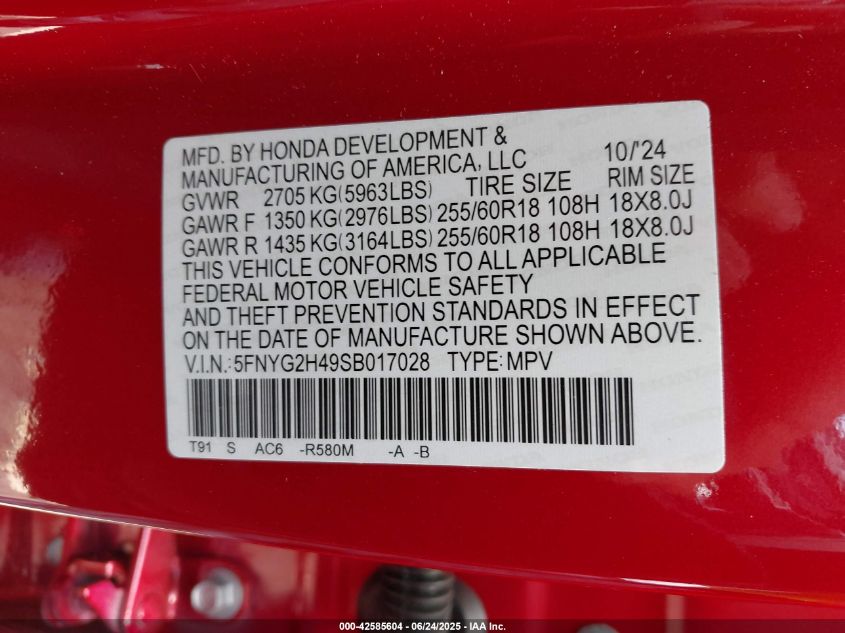 MFD. BY HONDA DEVELOPMENT &
MANUFACTURING OF AMERICA, LLC 10/'24
GVWR 2705 KG(5963LBS) TIRE SIZE RIM SIZE
GAWR F 1350 KG(2976LBS) 255/60R18 108H 18X8.0J
GAWR R 1435 KG(3164LBS) 255/60R18 108H 18X8.0J
THIS VEHICLE CONFORMS TO ALL APPLICABLE
FEDERAL MOTOR VEHICLE SAFETY
AND THEFT PREVENTION STANDARDS IN EFFECT
ON THE DATE OF MANUFACTURE SHOWN ABOVE.
V.I.N.: 5FNYG2H49SB017028 TYPE: MPV
T91 S AC6 -R580M -A -B
000-42585604 - 06/24/2025 - IAA Inc.